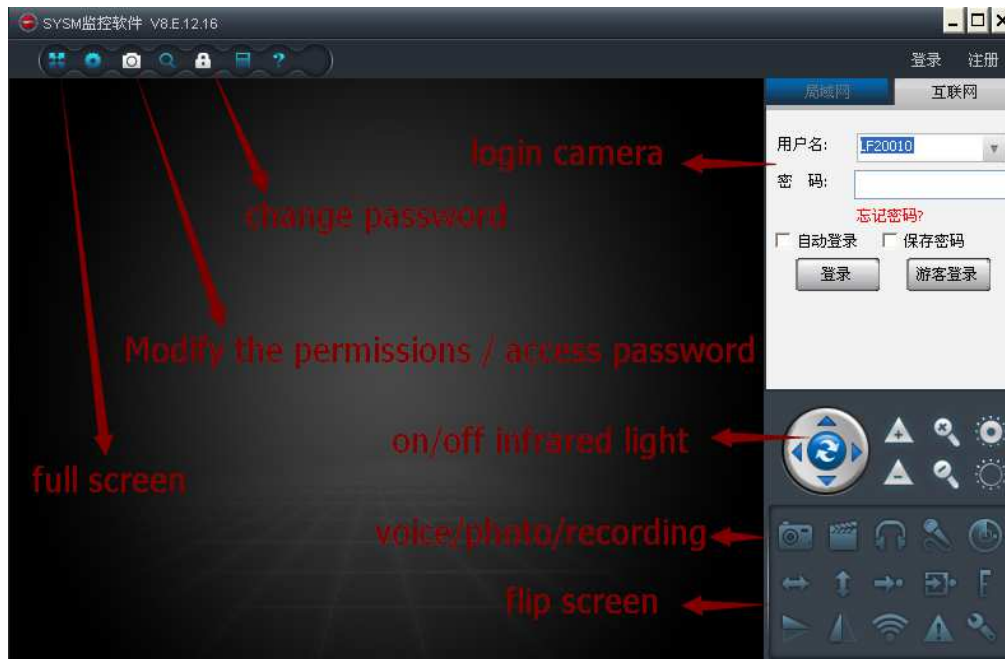 SYSM监控软件 V8.E.12.16
登录 注册
局域网 互联网
login camera
用户名: LF20010
密 码:
change password
忘记密码?
自动登录 保存密码
登录 游客登录
Modify the permissions / access password
on/off infrared light
full screen
voice/photo/recording
flip screen